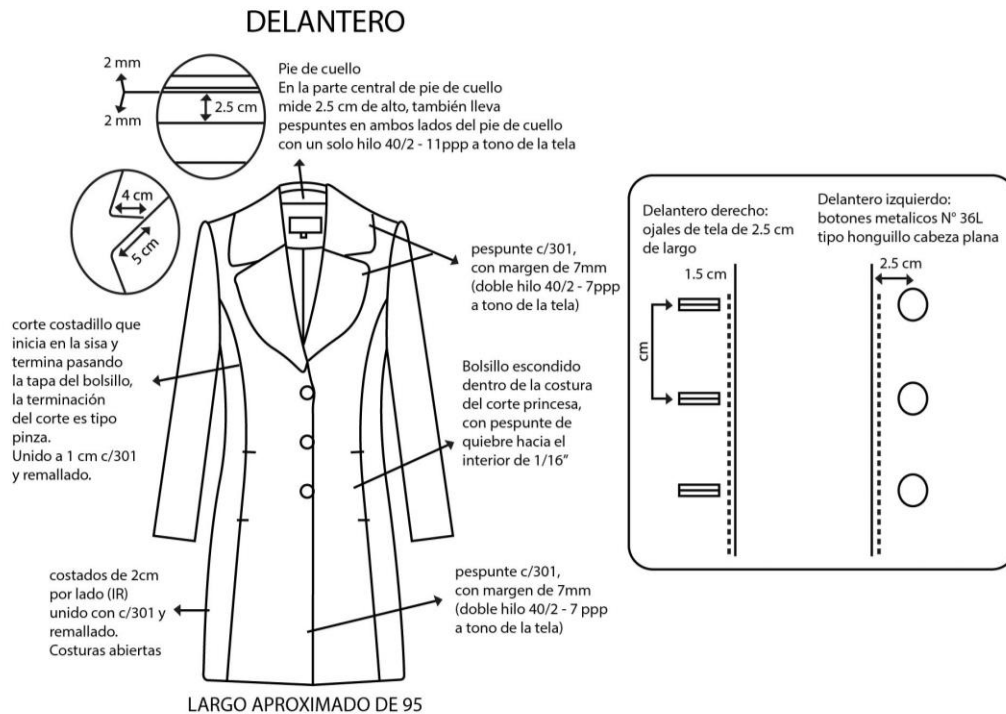 DELANTERO
2 mm
2 mm
2.5 cm
Pie de cuello
En la parte central de pie de cuello
mide 2.5 cm de alto, también lleva
pespuntes en ambos lados del pie de cuello
con un solo hilo 40/2 - 11ppp a tono de la tela
4 cm
5 cm
pespunte c/301,
con margen de 7mm
(doble hilo 40/2 - 7ppp
a tono de la tela)
corte costadillo que
inicia en la sisa y
termina pasando
la tapa del bolsillo,
la terminación
del corte es tipo
pinza.
Unido a 1 cm c/301
y remallado.
Bolsillo escondido
dentro de la costura
del corte princesa,
con pespunte de
quiebre hacia el
interior de 1/16"
costados de 2cm
por lado (IR)
unido con c/301 y
remallado.
Costuras abiertas
pespunte c/301,
con margen de 7mm
(doble hilo 40/2 - 7 ppp
a tono de la tela)
LARGO APROXIMADO DE 95
Delantero derecho:
ojales de tela de 2.5 cm
de largo
1.5 cm
cm
Delantero izquierdo:
botones metalicos N° 36L
tipo honguillo cabeza plana
2.5 cm